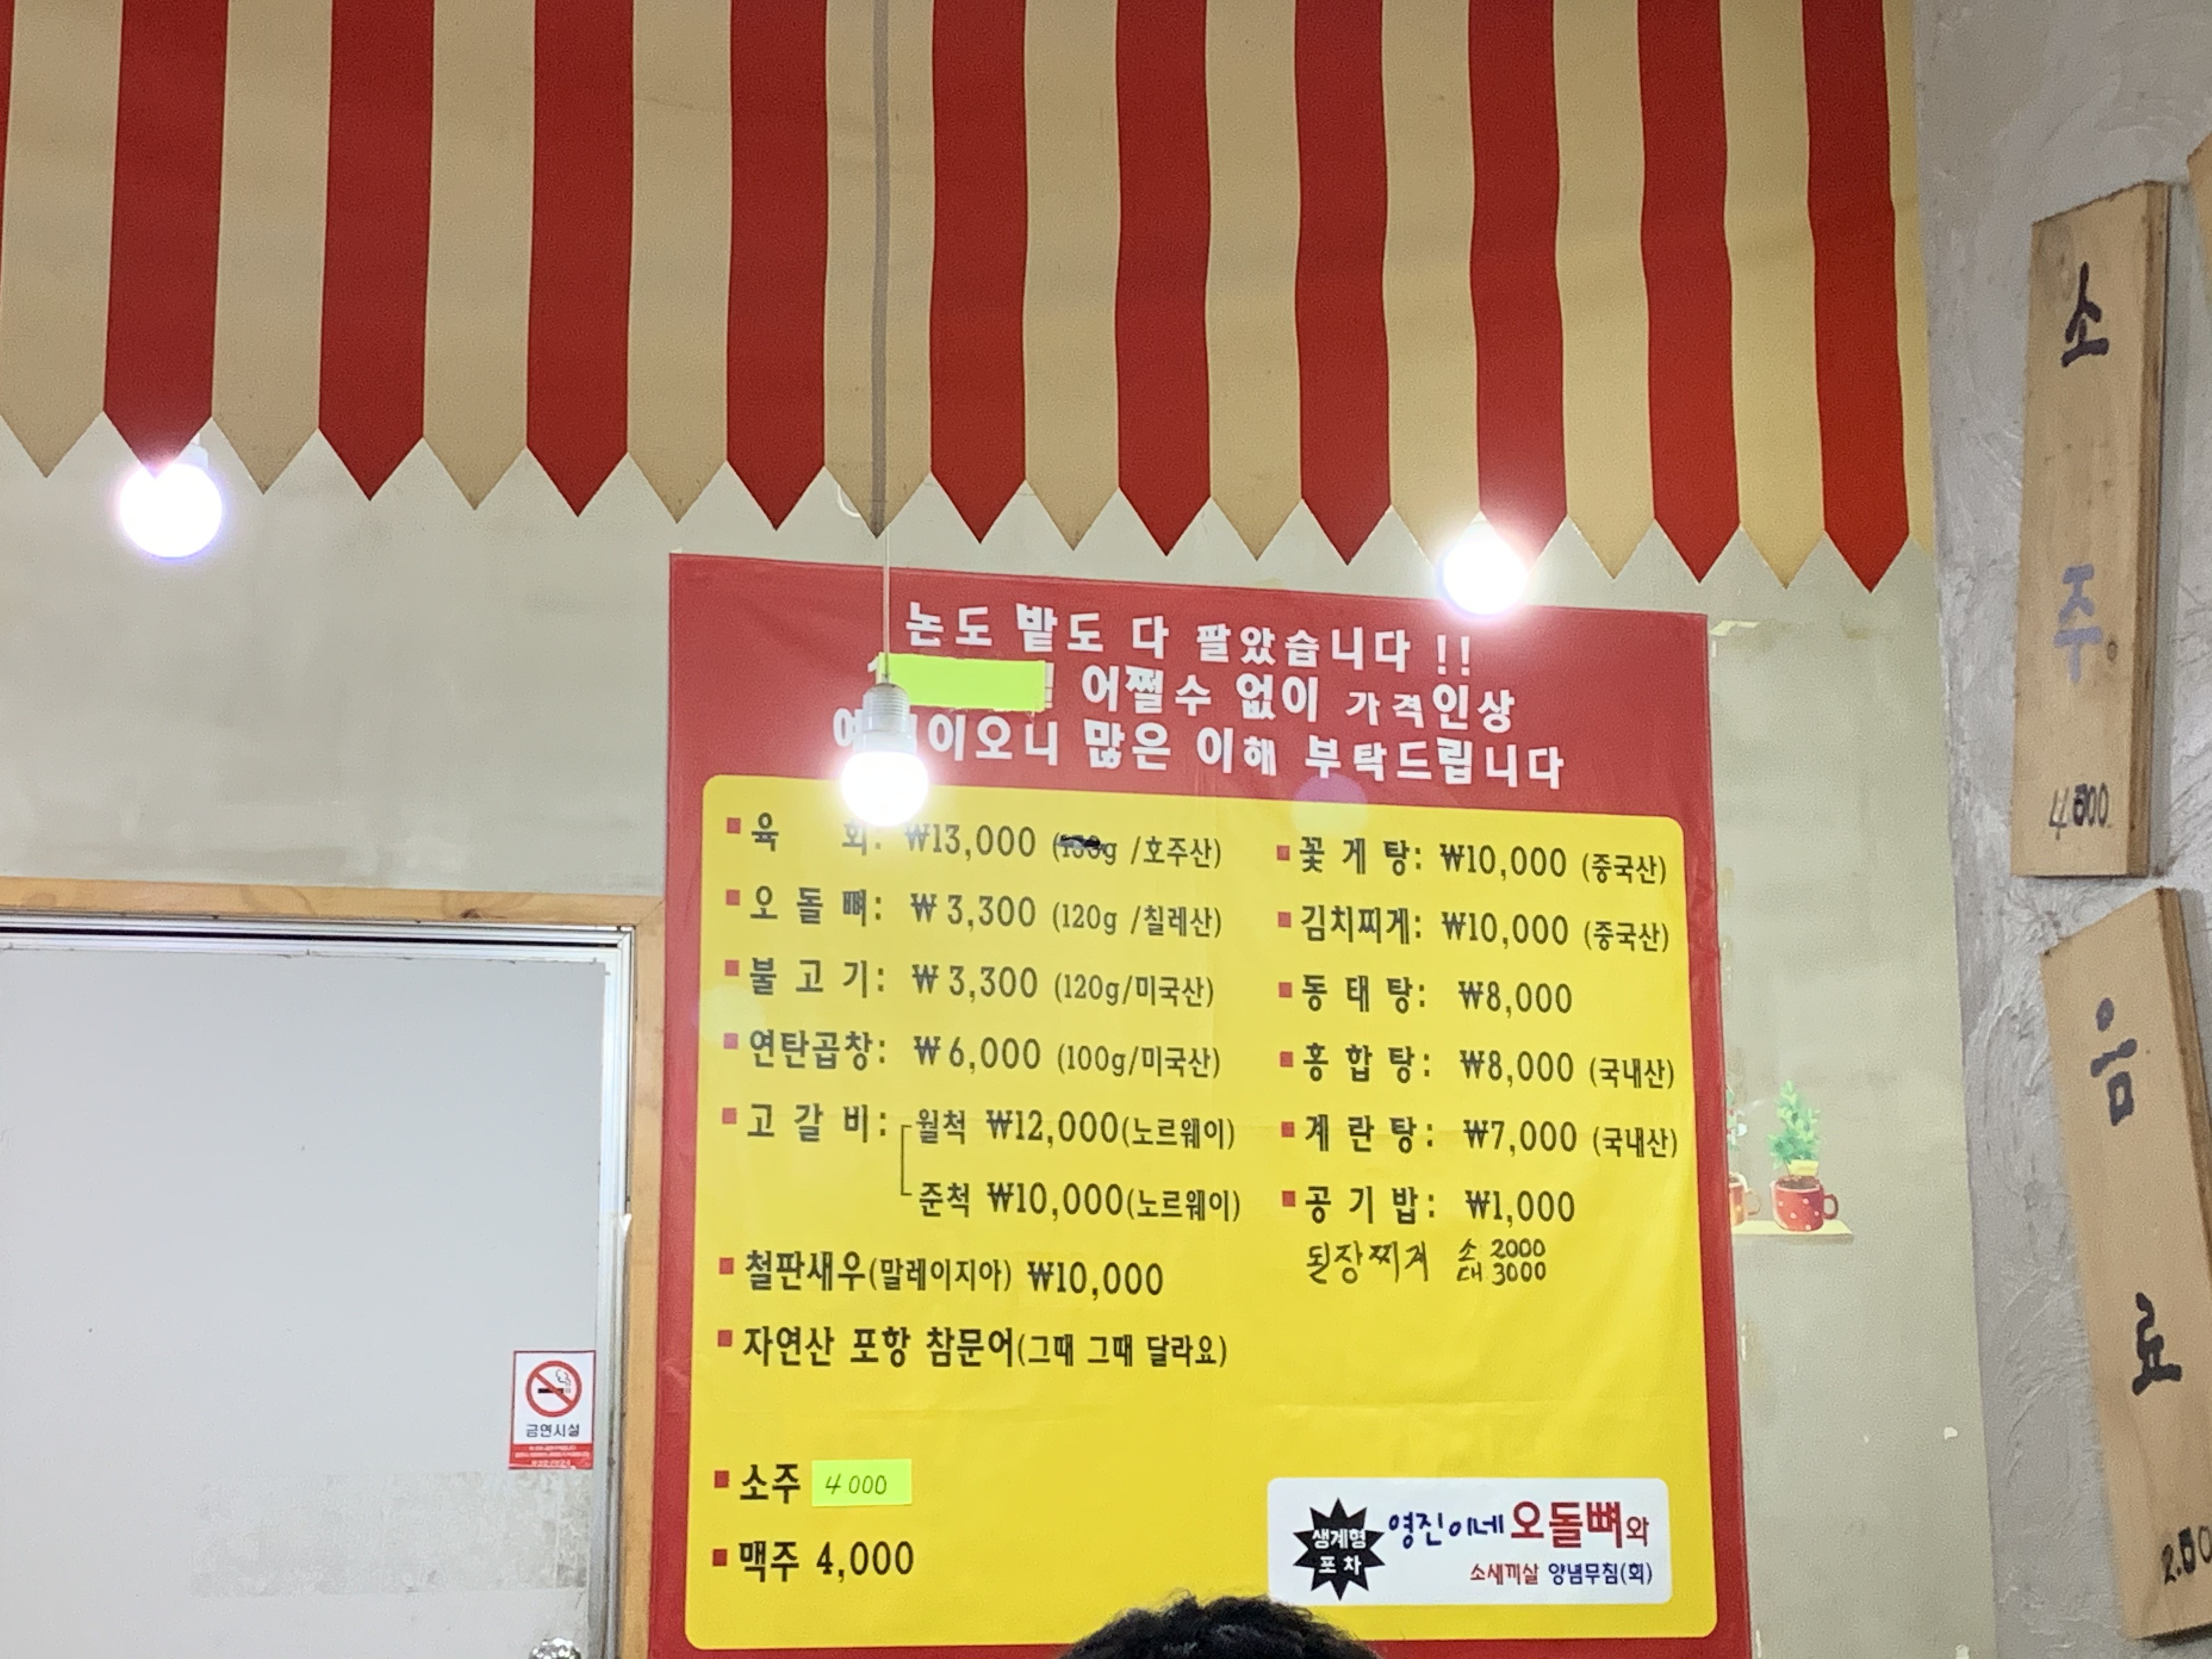 논도 밭도 다 팔았습니다 !!
! 어쩔수 없이 가격인상
이오니 많은 이해 부탁드립니다
육 회: ₩13,000 ( g /호주산)
오 돌 뼈: ₩3,300 (120g /칠레산)
불 고 기: ₩3,300 (120g/미국산)
연탄곱창: ₩6,000 (100g/미국산)
고 갈 비: 월척 ₩12,000(노르웨이)
준척 ₩10,000(노르웨이)
철판새우(말레이지아) ₩10,000
자연산 포항 참문어(그때 그때 달라요)
소주 4000
맥주 4,000
꽃 게 탕: ₩10,000 (중국산)
김치찌게: ₩10,000 (중국산)
동 태 탕: ₩8,000
홍 합 탕: ₩8,000 (국내산)
계 란 탕: ₩7,000 (국내산)
공 기 밥: ₩1,000
된장찌게 소 2000
대 3000
생계형
포 차
영진이네 오돌뼈와
소새끼살 양념무침(회)
금연시설
소주
음료